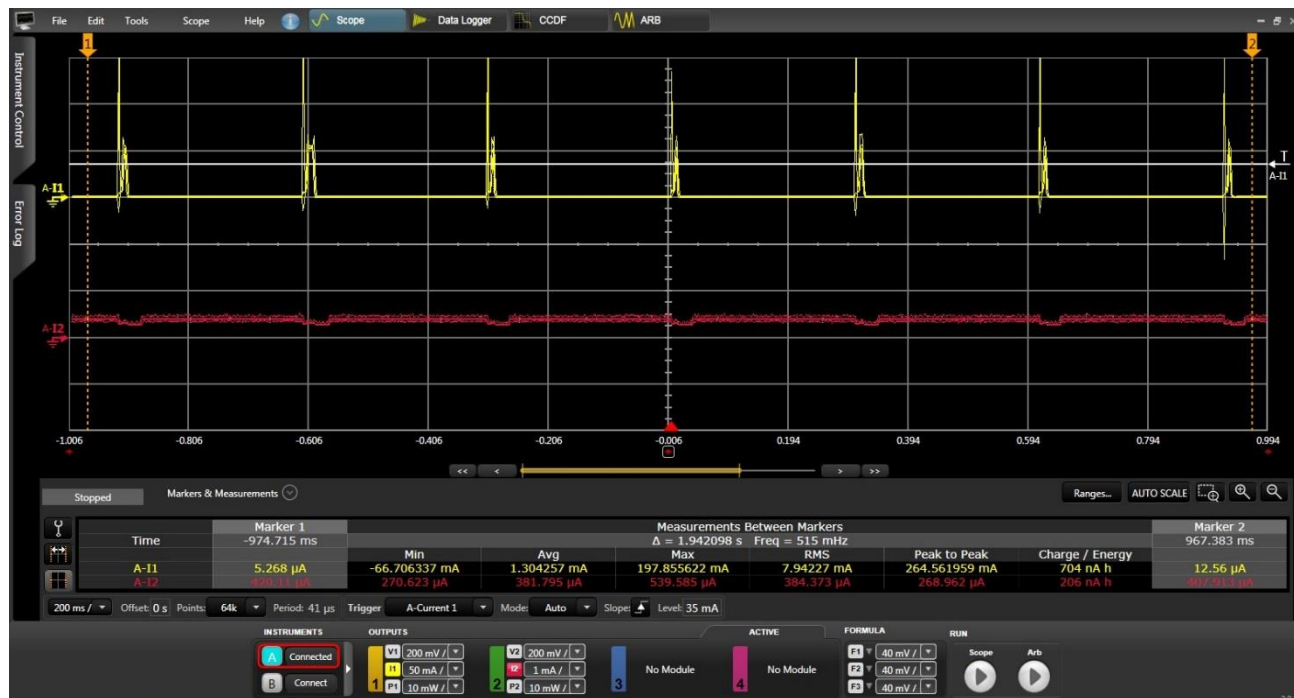 File Edit Tools Scope Help i Scope Data Logger CCDF ARB
Instrument Control
Error Log
1 2
A-I1
T
A-I1
A-I2
-1.006 -0.806 -0.606 -0.406 -0.206 -0.006 0.194 0.394 0.594 0.794 0.994
<< < > >>
Stopped Markers & Measurements Ranges... AUTO SCALE
Marker 1 Measurements Between Markers Marker 2
Time -974.715 ms Δ = 1.942098 s Freq = 515 mHz 967.383 ms
Min Avg Max RMS Peak to Peak Charge / Energy
A-I1 5.268 µA -66.706337 mA 1.304257 mA 197.855622 mA 7.94227 mA 264.561959 mA 704 nA h 12.56 µA
A-I2 270.623 µA 381.795 µA 539.585 µA 384.373 µA 268.962 µA 206 nA h
200 ms / Offset: 0 s Points: 64k Period: 41 µs Trigger A-Current 1 Mode: Auto Slope: Level: 35 mA
INSTRUMENTS OUTPUTS ACTIVE FORMULA RUN
A Connected V1 200 mV / V2 200 mV / F1 40 mV / Scope Arb
I1 50 mA / I2 1 mA / No Module No Module F2 40 mV /
B Connect 1 P1 10 mW / 2 P2 10 mW / 3 4 F3 40 mV /